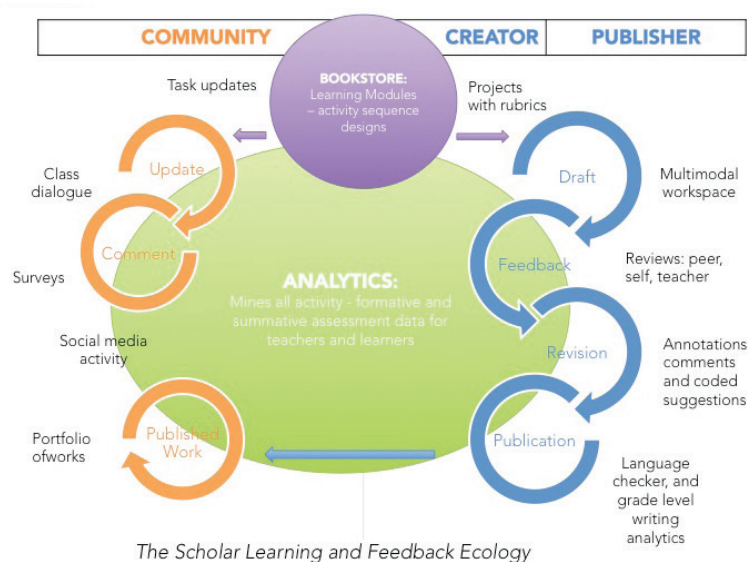 COMMUNITY
CREATOR
PUBLISHER
BOOKSTORE:
Learning Modules
– activity sequence
designs
Task updates
Projects
with rubrics
Update
Class
dialogue
Draft
Multimodal
workspace
Comment
Surveys
Feedback
Reviews: peer,
self, teacher
ANALYTICS:
Mines all activity - formative and
summative assessment data for
teachers and learners
Social media
activity
Revision
Annotations
comments
and coded
suggestions
Published
Work
Portfolio
ofworks
Publication
Language
checker, and
grade level
writing
analytics
The Scholar Learning and Feedback Ecology